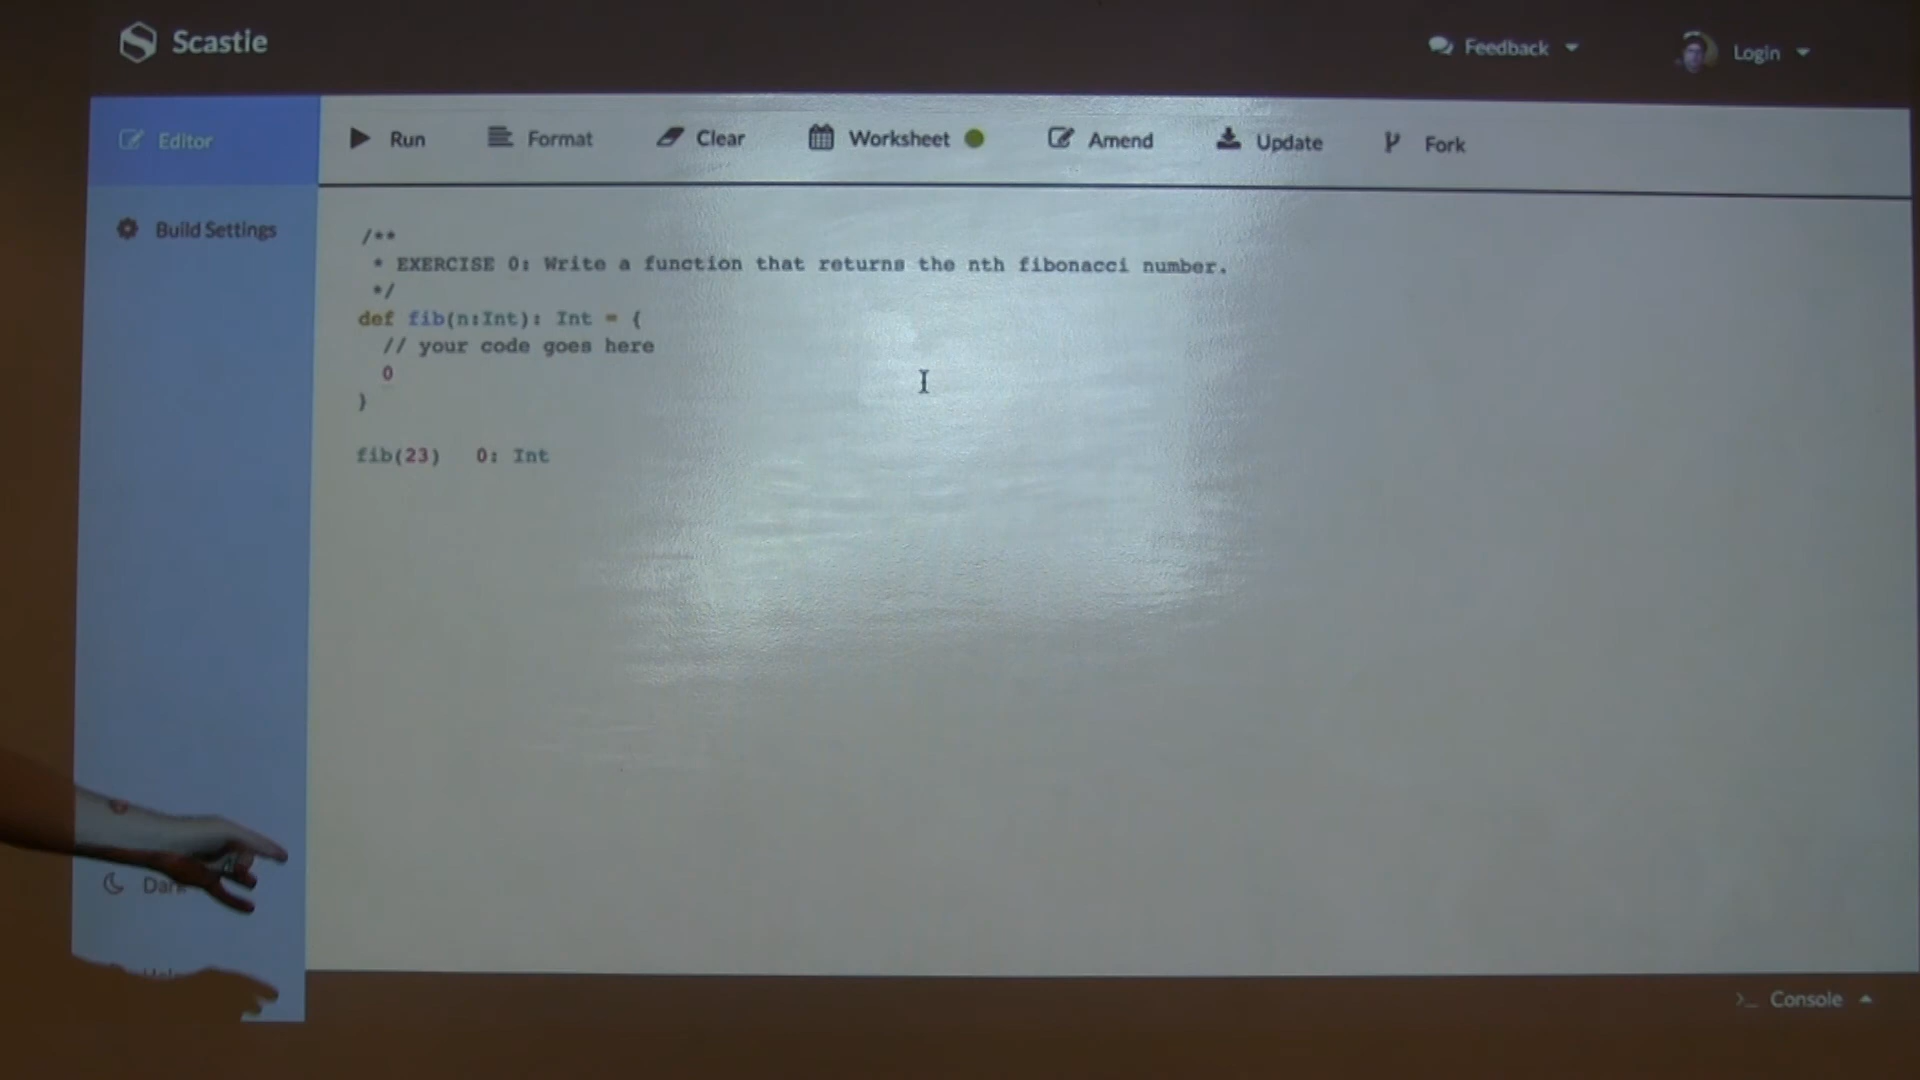 Scastie
Feedback
Login
Editor
Run
Format
Clear
Worksheet
Amend
Update
Fork
Build Settings
/**
* EXERCISE 0: Write a function that returns the nth fibonacci number.
*/
def fib(n:Int): Int = {
// your code goes here
0
}
fib(23) 0: Int
>_ Console